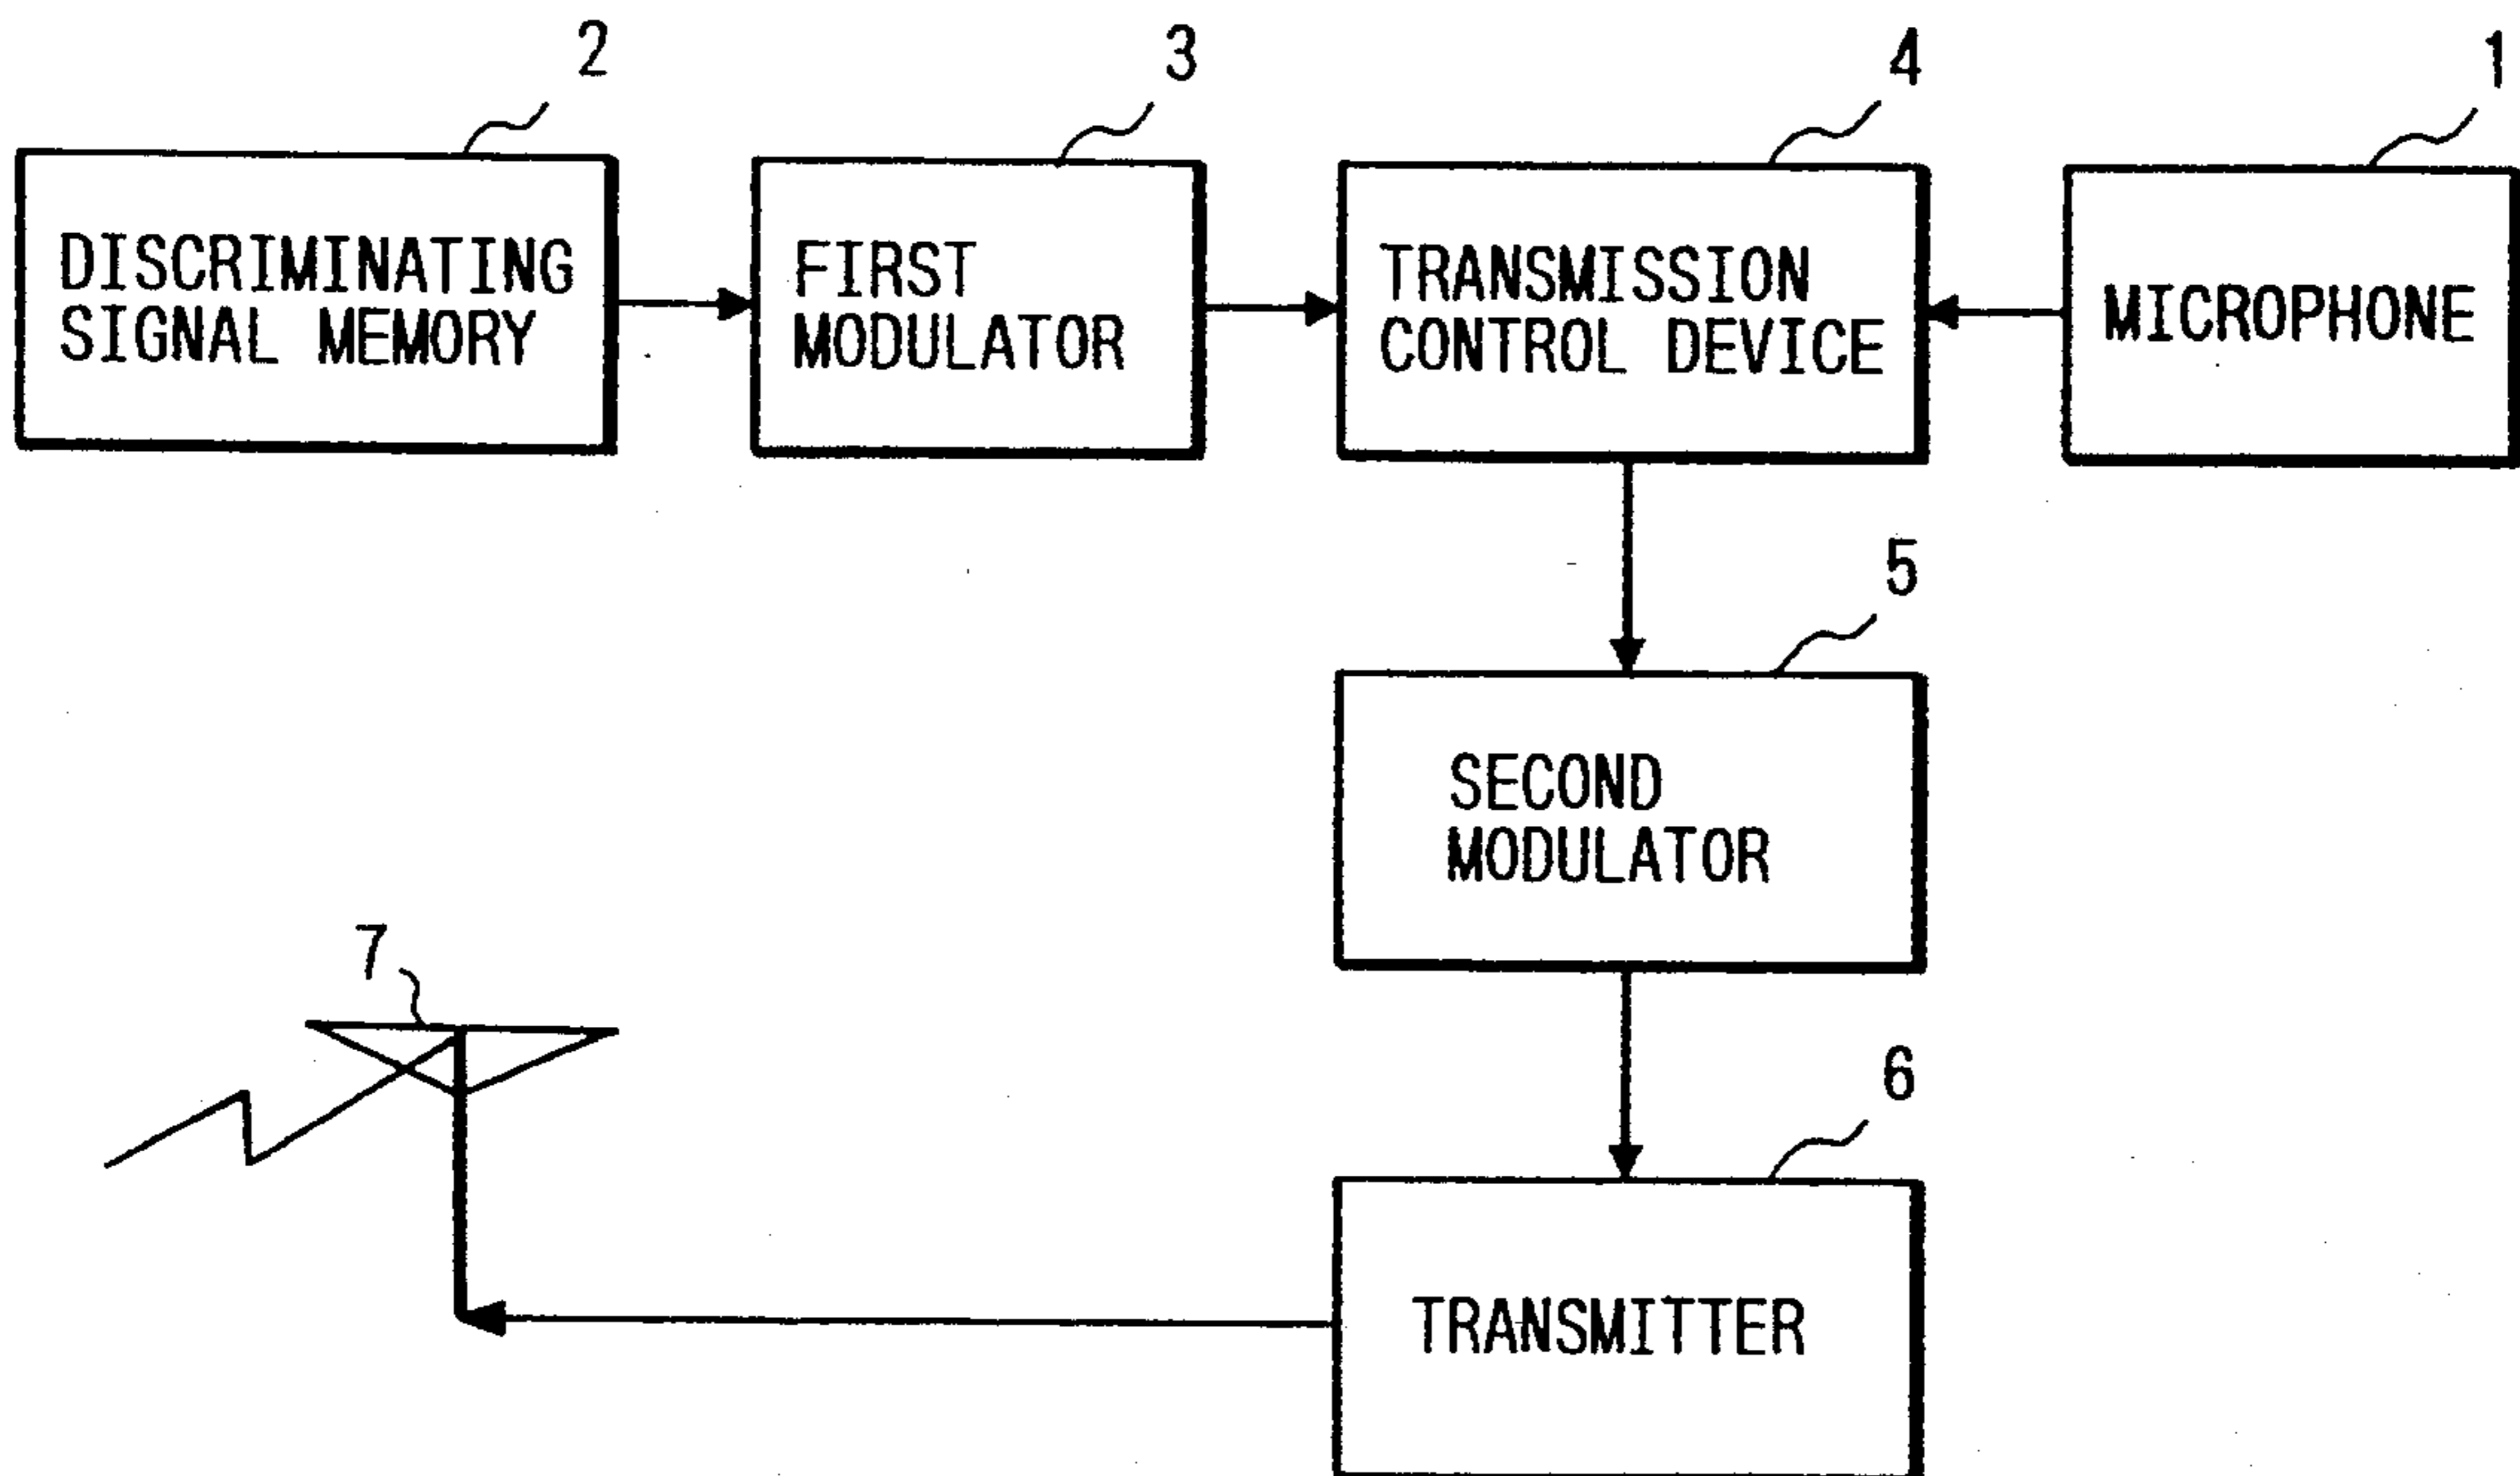 2
3
4
1
DISCRIMINATING
SIGNAL MEMORY
FIRST
MODULATOR
TRANSMISSION
CONTROL DEVICE
MICROPHONE
5
SECOND
MODULATOR
7
6
TRANSMITTER